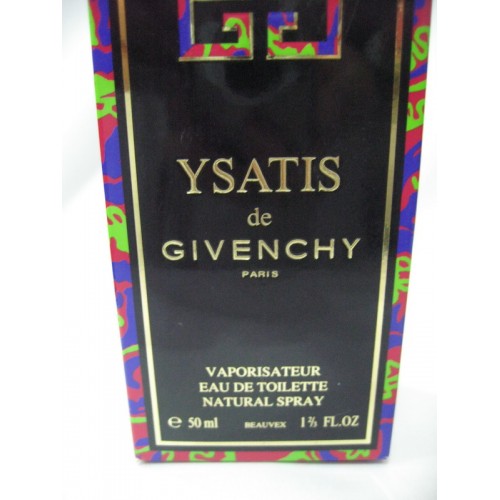 YSATIS
de
GIVENCHY
PARIS
VAPORISATEUR
EAU DE TOILETTE
NATURAL SPRAY
℮ 50 ml BEAUVEX 1⅔ FL.OZ